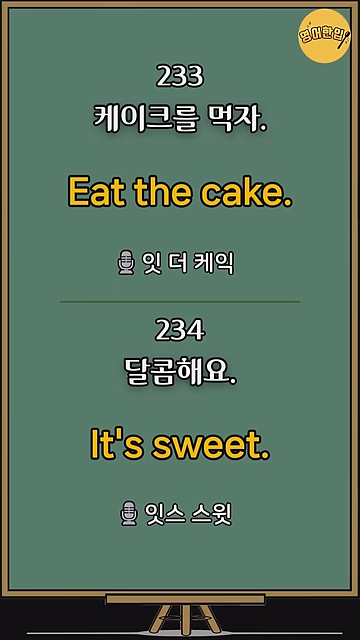 영어한입
233
케이크를 먹자.
Eat the cake.
잇 더 케익
234
달콤해요.
It's sweet.
잇스 스윗